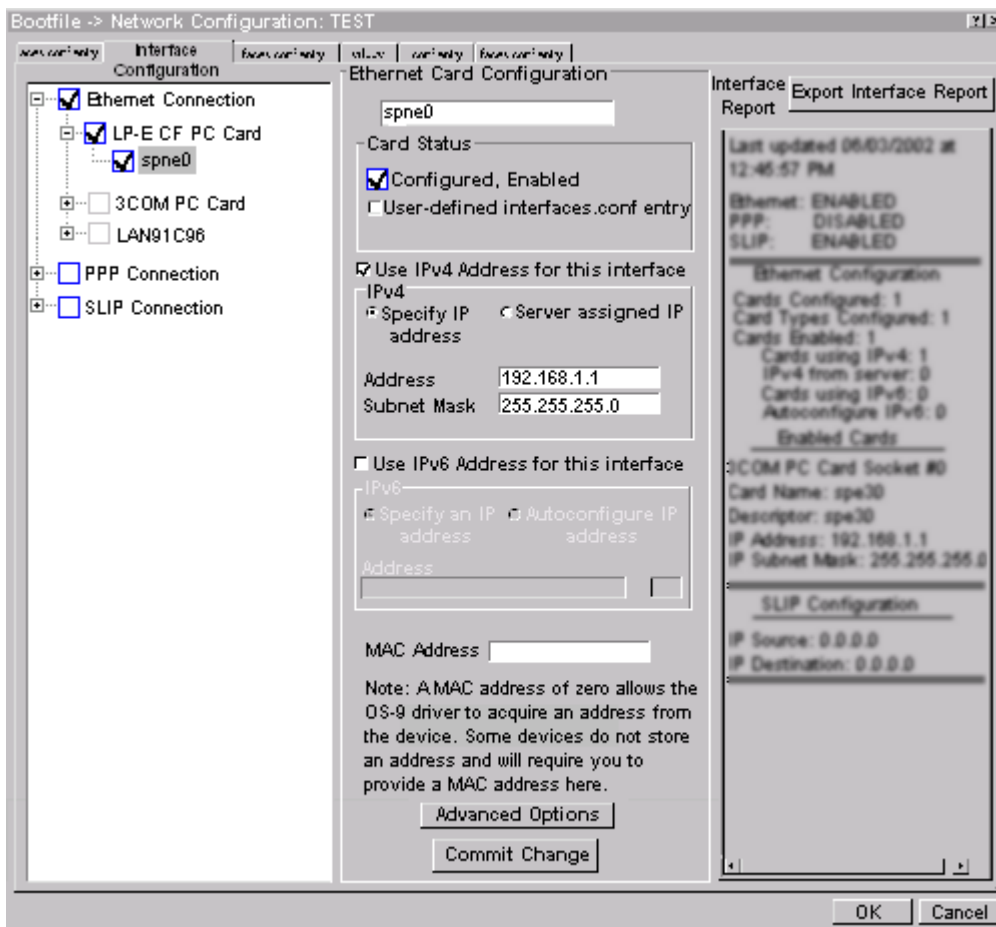 Bootfile -> Network Configuration: TEST
Interface
Configuration
Ethernet Connection
LP-E CF PC Card
spne0
3COM PC Card
LAN91C96
PPP Connection
SLIP Connection
Ethernet Card Configuration
spne0
Card Status
Configured, Enabled
User-defined interfaces.conf entry
Use IPv4 Address for this interface
IPv4
Specify IP
address
Server assigned IP
Address 192.168.1.1
Subnet Mask 255.255.255.0
Use IPv6 Address for this interface
IPv6
Specify an IP
address
Autoconfigure IP
address
Address
MAC Address
Note: A MAC address of zero allows the
OS-9 driver to acquire an address from
the device. Some devices do not store
an address and will require you to
provide a MAC address here.
Advanced Options
Commit Change
Interface
Report
Export Interface Report
Last updated 06/03/2002 at
12:46:57 PM
Ethernet: ENABLED
PPP: DISABLED
SLIP: ENABLED
Ethernet Configuration
Cards Configured: 1
Card Types Configured: 1
Cards Enabled: 1
Cards using IPv4: 1
IPv4 from server: 0
Cards using IPv6: 0
Autoconfigure IPv6: 0
Enabled Cards
3COM PC Card Socket #0
Card Name: spe30
Descriptor: spe30
IP Address: 192.168.1.1
IP Subnet Mask: 255.255.255.0
SLIP Configuration
IP Source: 0.0.0.0
IP Destination: 0.0.0.0
OK
Cancel